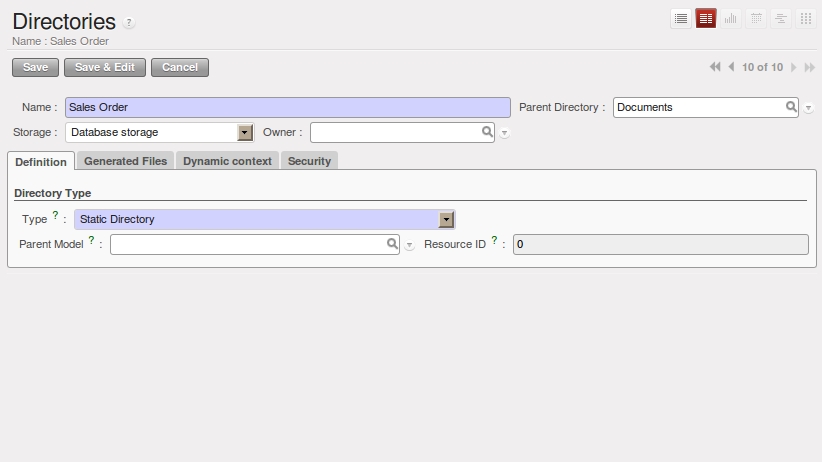 Directories ?
Name : Sales Order
Save Save & Edit Cancel 10 of 10
Name : Sales Order Parent Directory : Documents
Storage : Database storage Owner :
Definition Generated Files Dynamic context Security
Directory Type
Type ? : Static Directory
Parent Model ? : Resource ID ? : 0